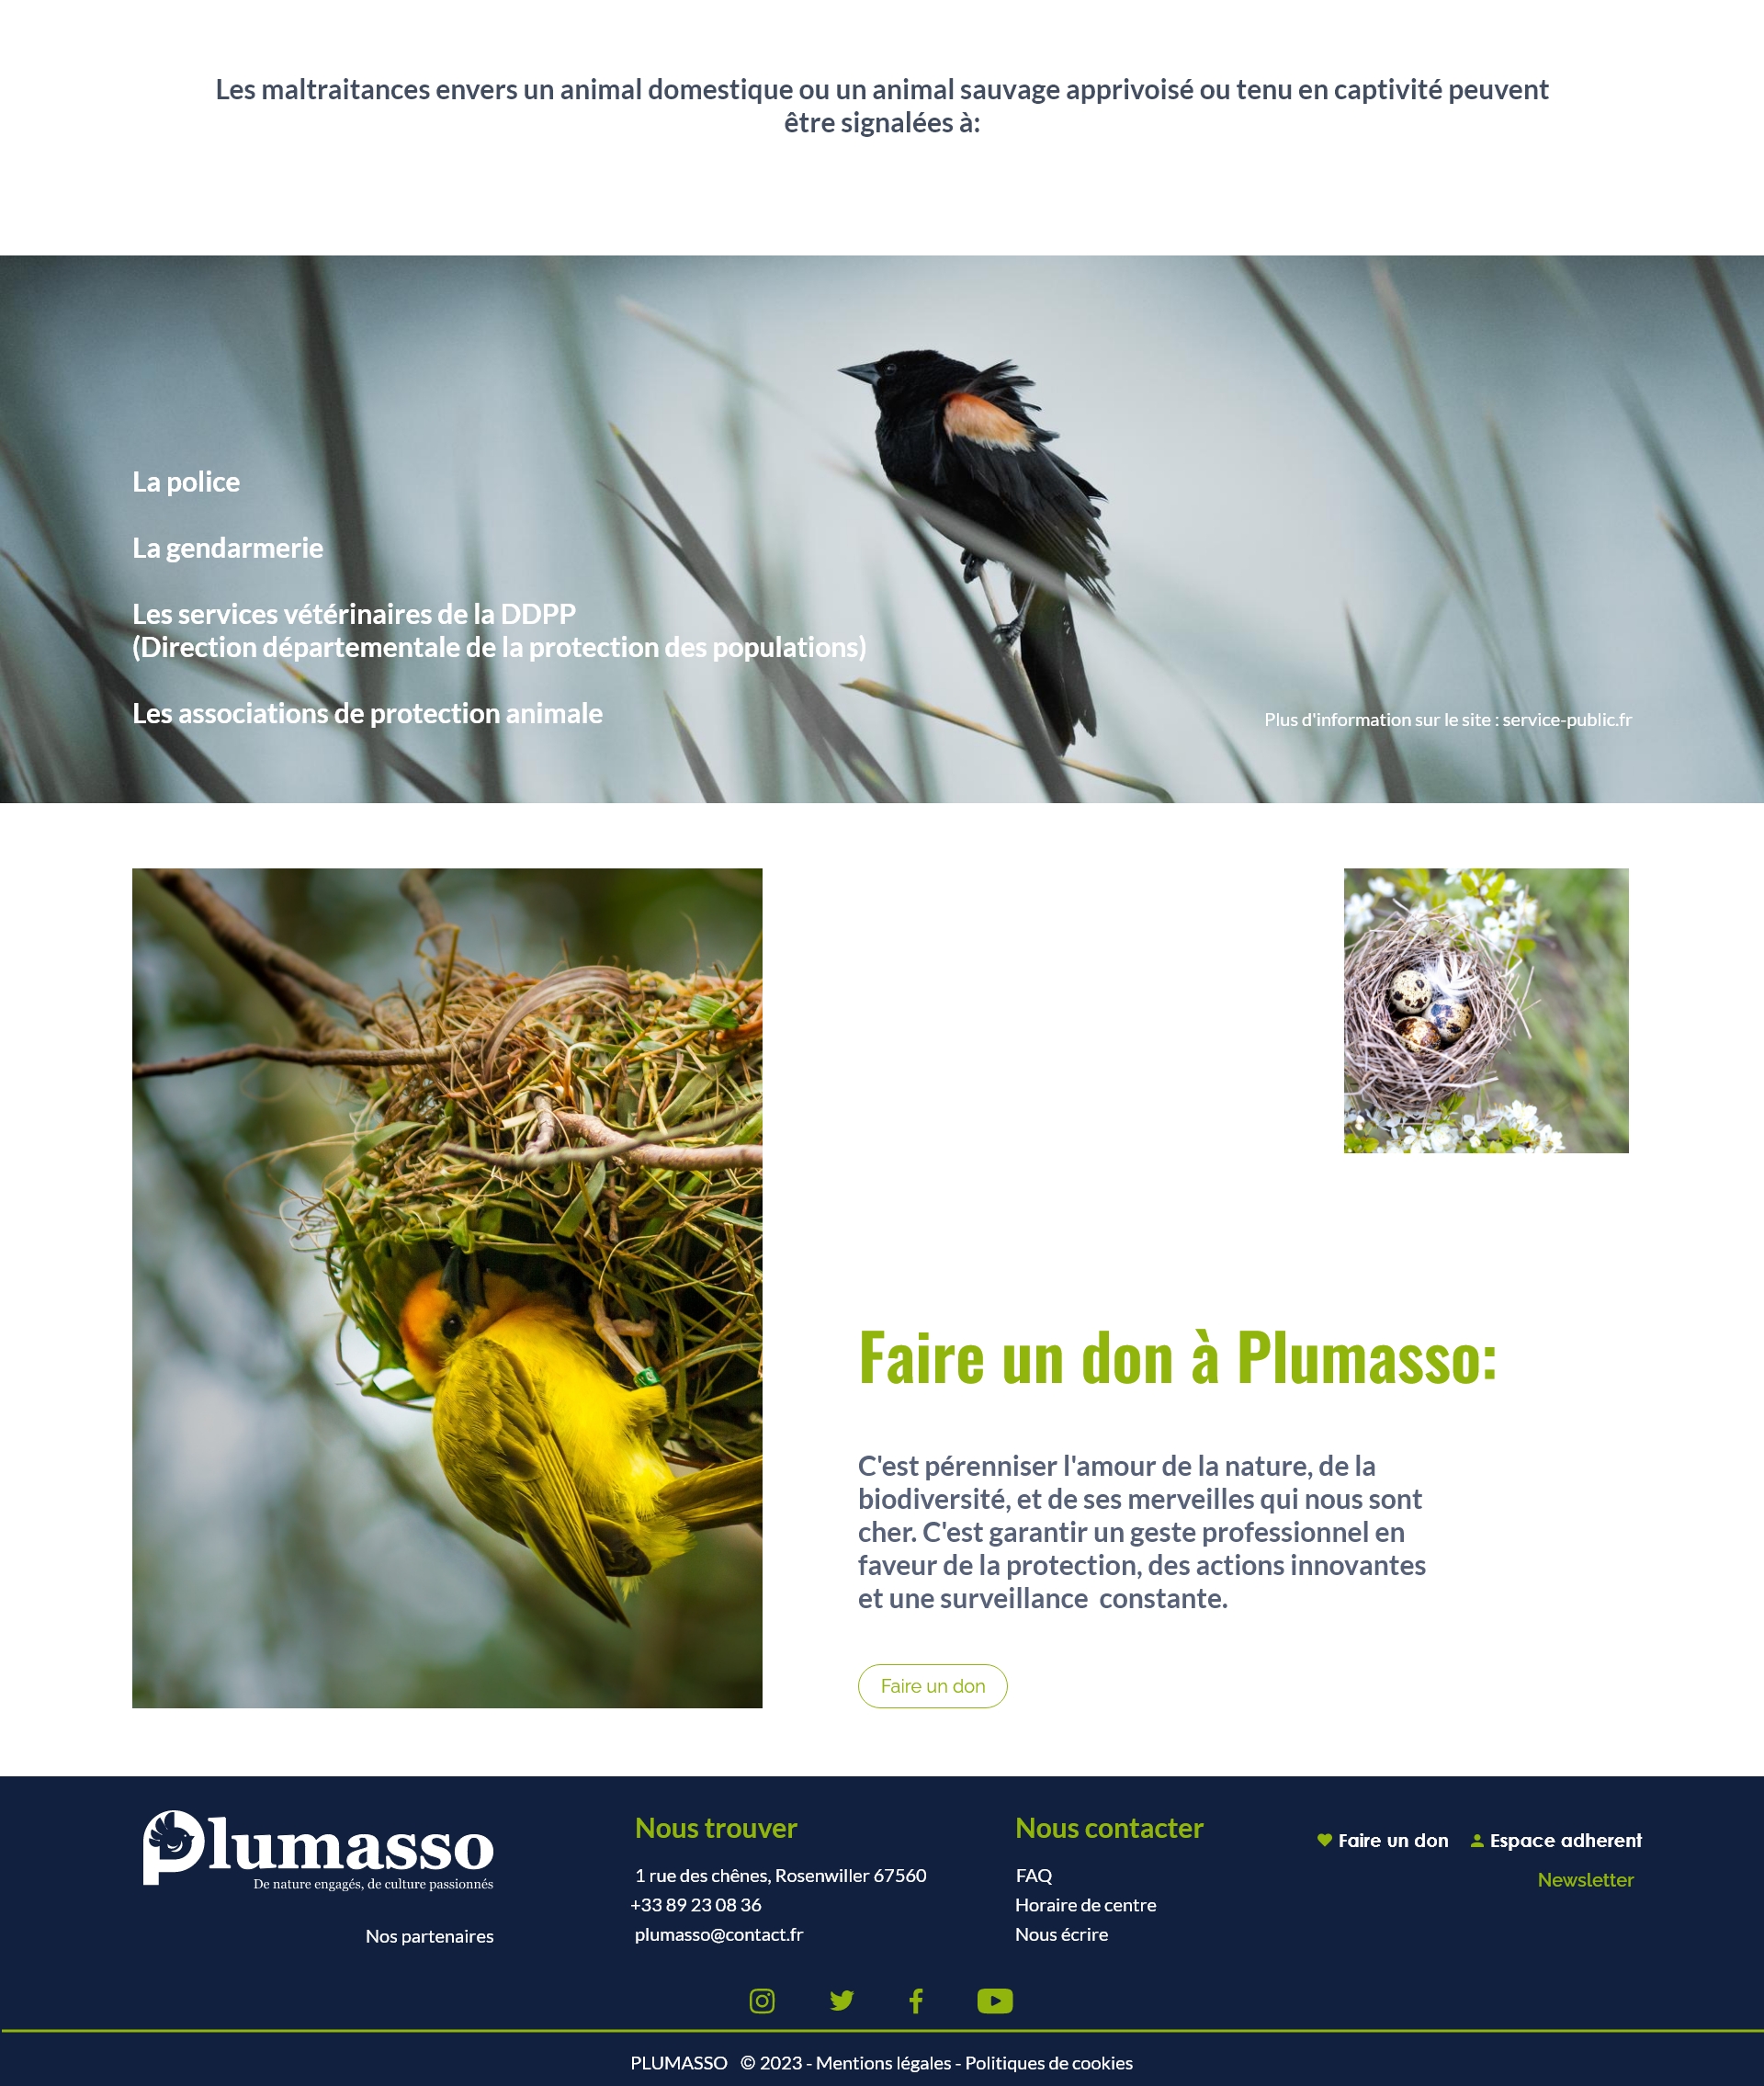 Les maltraitances envers un animal domestique ou un animal sauvage apprivoisé ou tenu en captivité peuvent
être signalées à:
La police
La gendarmerie
Les services vétérinaires de la DDPP
(Direction départementale de la protection des populations)
Les associations de protection animale
Plus d'information sur le site : service-public.fr
Faire un don à Plumasso:
C'est pérenniser l'amour de la nature, de la
biodiversité, et de ses merveilles qui nous sont
cher. C'est garantir un geste professionnel en
faveur de la protection, des actions innovantes
et une surveillance  constante.
Faire un don
Plumasso
De nature engagés, de culture passionnés
Nos partenaires
Nous trouver
1 rue des chênes, Rosenwiller 67560
+33 89 23 08 36
plumasso@contact.fr
Nous contacter
FAQ
Horaire de centre
Nous écrire
Faire un don
Espace adherent
Newsletter
PLUMASSO © 2023 - Mentions légales - Politiques de cookies